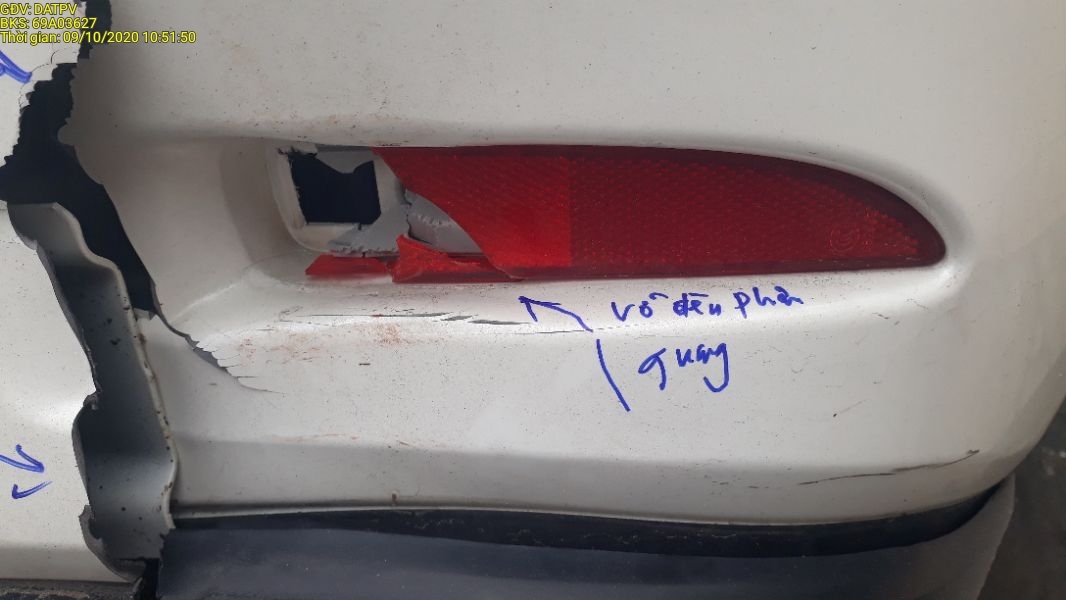 GĐV: DATPV
BKS: 69A03627
Thời gian: 09/10/2020 10:51:50
vỡ đèn phản
quang